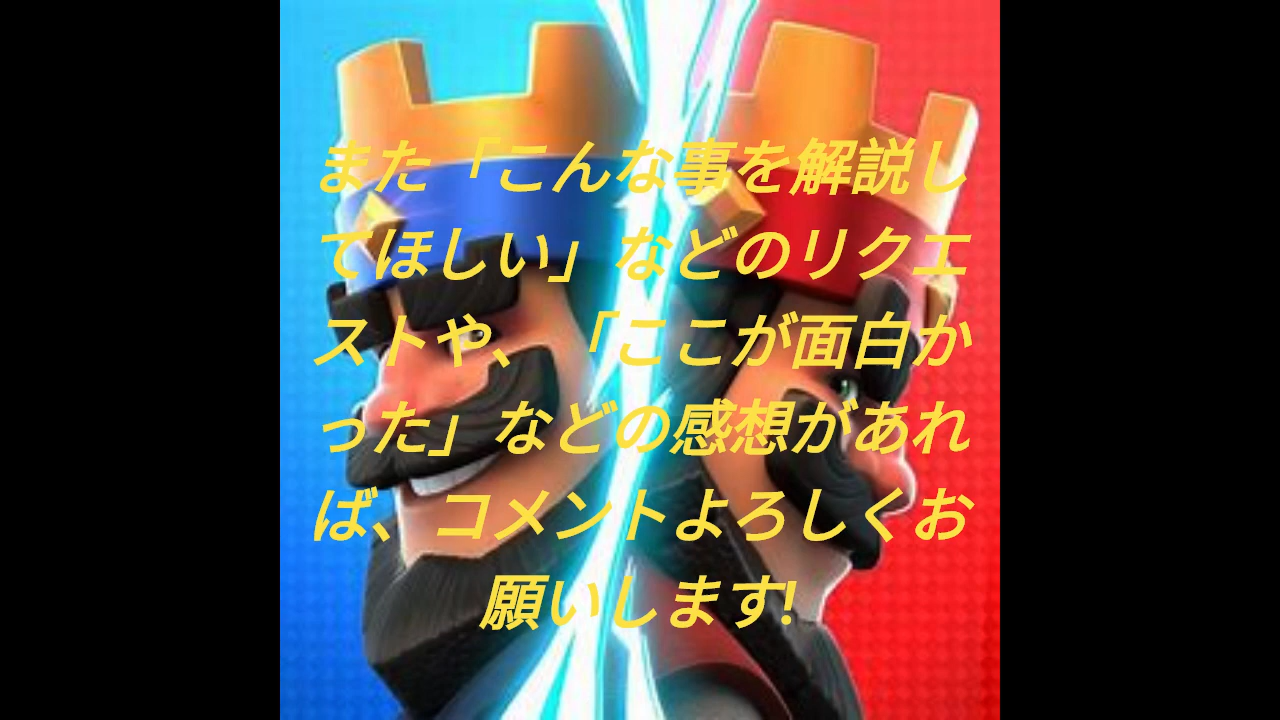 また「こんな事を解説し
てほしい」などのリクエ
ストや、「ここが面白か
った」などの感想があれ
ば、コメントよろしくお
願いします!